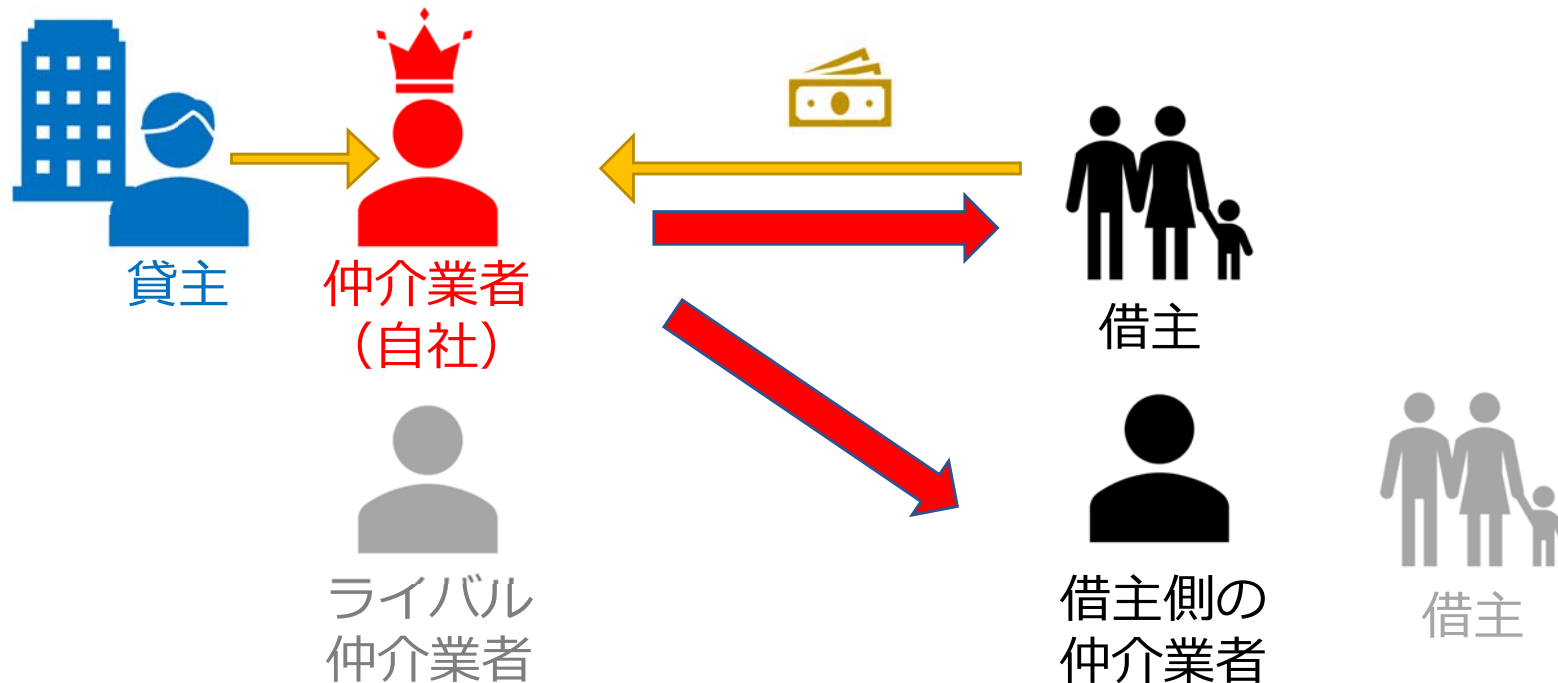 貸主
仲介業者
（自社）
借主
ライバル
仲介業者
借主側の
仲介業者
借主